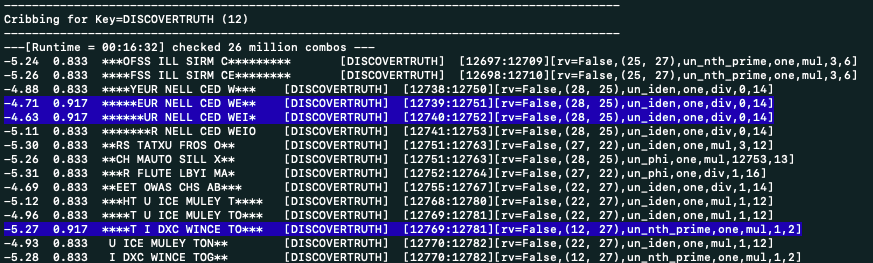 --------------------------------------------------------------------------------
Cribbing for Key=DISCOVERTRUTH (12)
--------------------------------------------------------------------------------
---[Runtime = 00:16:32] checked 26 million combos ---
-5.24 0.833 ***OFSS ILL SIRM C********* [DISCOVERTRUTH] [12697:12709][rv=False,(25, 27),un_nth_prime,one,mul,3,6]
-5.26 0.833 ****FSS ILL SIRM CE******** [DISCOVERTRUTH] [12698:12710][rv=False,(25, 27),un_nth_prime,one,mul,3,6]
-4.88 0.833 ****YEUR NELL CED W*** [DISCOVERTRUTH] [12738:12750][rv=False,(28, 25),un_iden,one,div,0,14]
-4.71 0.917 *****EUR NELL CED WE** [DISCOVERTRUTH] [12739:12751][rv=False,(28, 25),un_iden,one,div,0,14]
-4.63 0.917 ******UR NELL CED WEI* [DISCOVERTRUTH] [12740:12752][rv=False,(28, 25),un_iden,one,div,0,14]
-5.11 0.833 *******R NELL CED WEIO [DISCOVERTRUTH] [12741:12753][rv=False,(28, 25),un_iden,one,div,0,14]
-5.30 0.833 **RS TATXU FROS O** [DISCOVERTRUTH] [12751:12763][rv=False,(27, 22),un_iden,one,mul,3,12]
-5.26 0.833 **CH MAUTO SILL X** [DISCOVERTRUTH] [12751:12763][rv=False,(28, 25),un_phi,one,mul,12753,13]
-5.31 0.833 ***R FLUTE LBYI MA* [DISCOVERTRUTH] [12752:12764][rv=False,(27, 22),un_phi,one,div,1,16]
-4.69 0.833 **EET OWAS CHS AB*** [DISCOVERTRUTH] [12755:12767][rv=False,(22, 27),un_iden,one,div,1,14]
-5.12 0.833 ***HT U ICE MULEY T**** [DISCOVERTRUTH] [12768:12780][rv=False,(22, 27),un_iden,one,mul,1,12]
-4.96 0.833 ****T U ICE MULEY TO*** [DISCOVERTRUTH] [12769:12781][rv=False,(22, 27),un_iden,one,mul,1,12]
-5.27 0.917 ****T I DXC WINCE TO*** [DISCOVERTRUTH] [12769:12781][rv=False,(12, 27),un_nth_prime,one,mul,1,2]
-4.93 0.833 U ICE MULEY TON** [DISCOVERTRUTH] [12770:12782][rv=False,(22, 27),un_iden,one,mul,1,12]
-5.28 0.833 I DXC WINCE TOG** [DISCOVERTRUTH] [12770:12782][rv=False,(12, 27),un_nth_prime,one,mul,1,2]